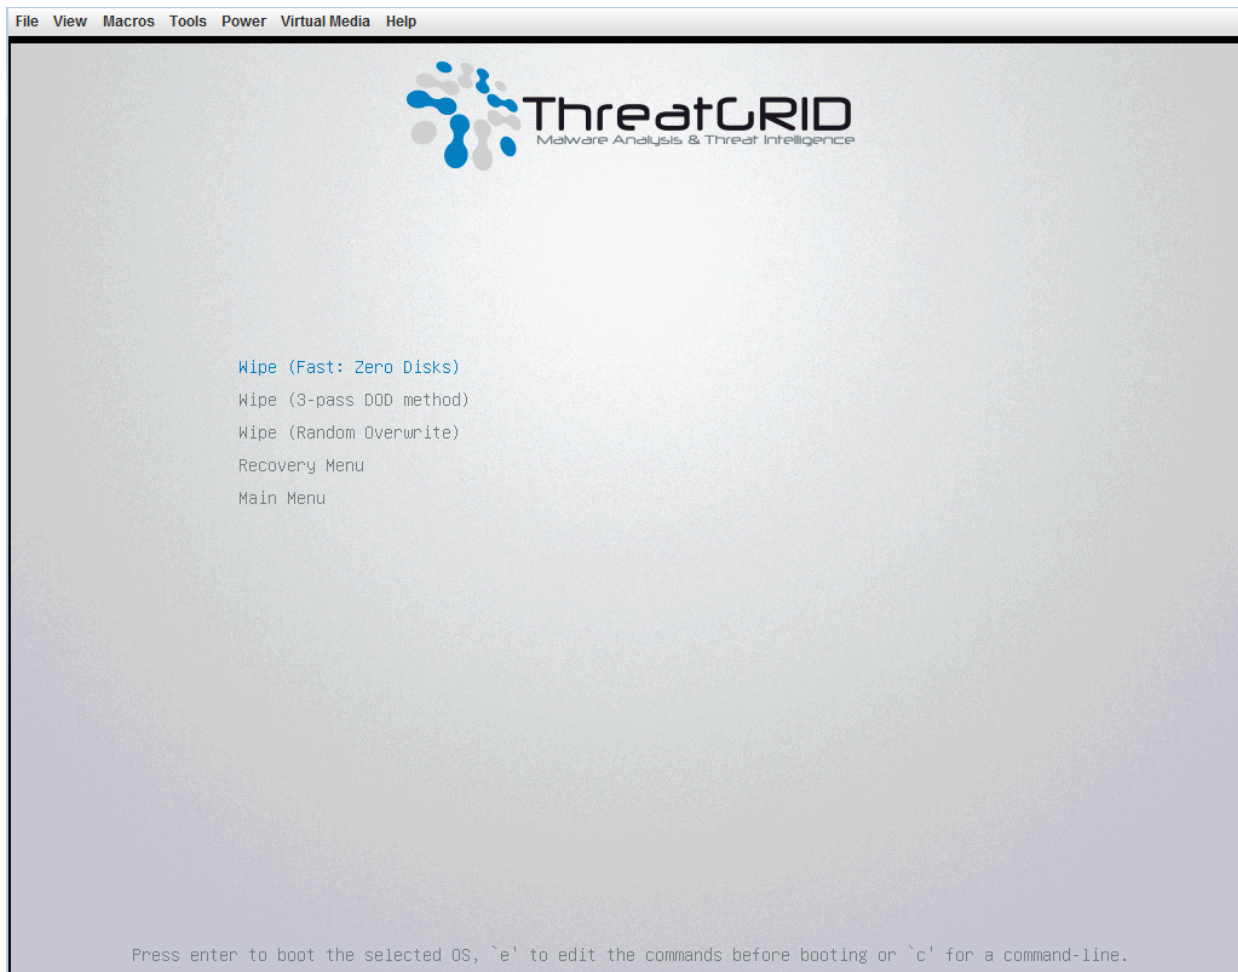 File View Macros Tools Power Virtual Media Help
ThreatGRID
Malware Analysis & Threat Intelligence
Wipe (Fast: Zero Disks)
Wipe (3-pass DOD method)
Wipe (Random Overwrite)
Recovery Menu
Main Menu
Press enter to boot the selected OS, `e' to edit the commands before booting or `c' for a command-line.